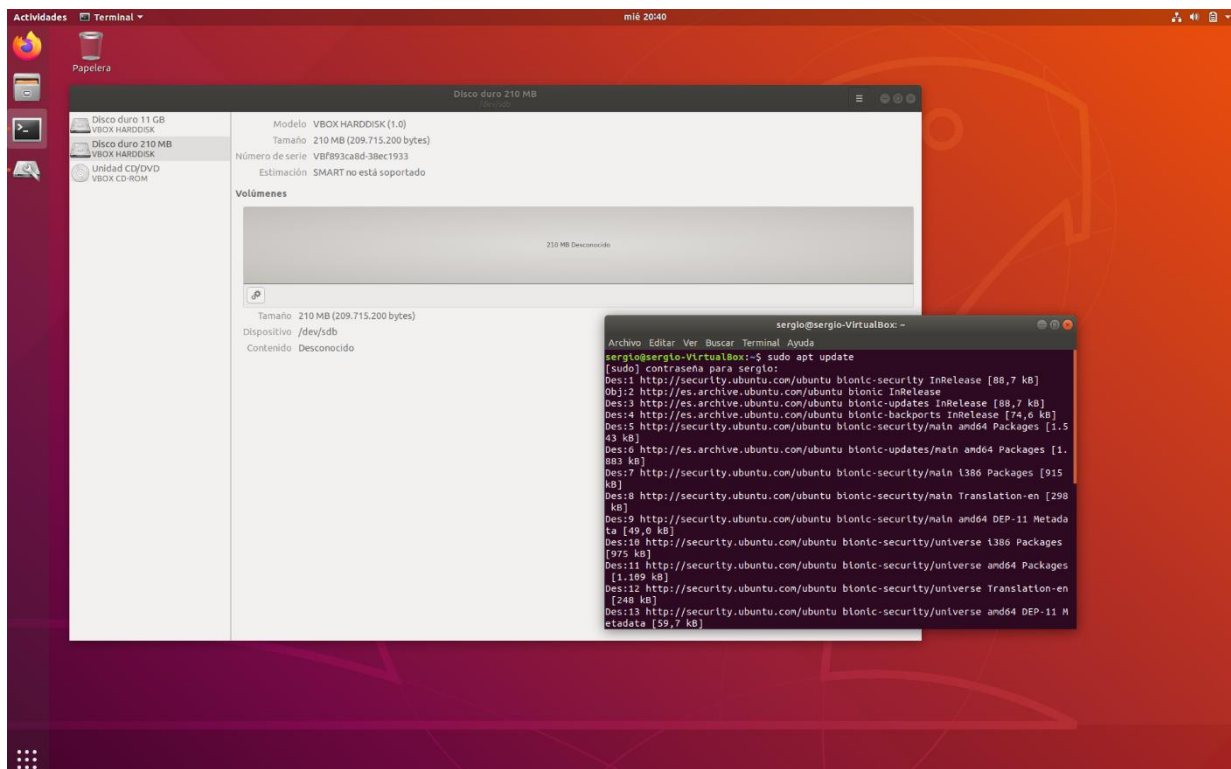 Actividades Terminal mié 20:40
Papelera
Disco duro 210 MB
/dev/sdb
Disco duro 11 GB
VBOX HARDDISK
Disco duro 210 MB
VBOX HARDDISK
Unidad CD/DVD
VBOX CD-ROM
Modelo VBOX HARDDISK (1.0)
Tamaño 210 MB (209.715.200 bytes)
Número de serie VBf893ca8d-38ec1933
Estimación SMART no está soportado
Volúmenes
210 MB Desconocido
Tamaño 210 MB (209.715.200 bytes)
Dispositivo /dev/sdb
Contenido Desconocido
sergio@sergio-VirtualBox: ~
Archivo Editar Ver Buscar Terminal Ayuda
sergio@sergio-VirtualBox:~$ sudo apt update
[sudo] contraseña para sergio:
Des:1 http://security.ubuntu.com/ubuntu bionic-security InRelease [88,7 kB]
Obj:2 http://es.archive.ubuntu.com/ubuntu bionic InRelease
Des:3 http://es.archive.ubuntu.com/ubuntu bionic-updates InRelease [88,7 kB]
Des:4 http://es.archive.ubuntu.com/ubuntu bionic-backports InRelease [74,6 kB]
Des:5 http://security.ubuntu.com/ubuntu bionic-security/main amd64 Packages [1.5
43 kB]
Des:6 http://es.archive.ubuntu.com/ubuntu bionic-updates/main amd64 Packages [1.
883 kB]
Des:7 http://security.ubuntu.com/ubuntu bionic-security/main i386 Packages [915
kB]
Des:8 http://security.ubuntu.com/ubuntu bionic-security/main Translation-en [298
kB]
Des:9 http://security.ubuntu.com/ubuntu bionic-security/main amd64 DEP-11 Metada
ta [49,0 kB]
Des:10 http://security.ubuntu.com/ubuntu bionic-security/universe i386 Packages
[975 kB]
Des:11 http://security.ubuntu.com/ubuntu bionic-security/universe amd64 Packages
[1.109 kB]
Des:12 http://security.ubuntu.com/ubuntu bionic-security/universe Translation-en
[248 kB]
Des:13 http://security.ubuntu.com/ubuntu bionic-security/universe amd64 DEP-11 M
etadata [59,7 kB]